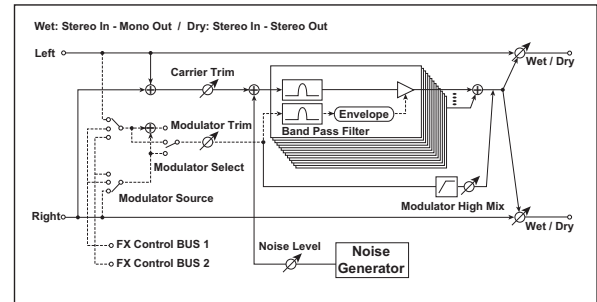 Wet: Stereo In - Mono Out / Dry: Stereo In - Stereo Out
Left
Wet / Dry
Carrier Trim
Envelope
Band Pass Filter
Modulator Trim
Modulator Select
Modulator Source
Modulator High Mix
Right
Wet / Dry
FX Control BUS 1
FX Control BUS 2
Noise Level
Noise
Generator